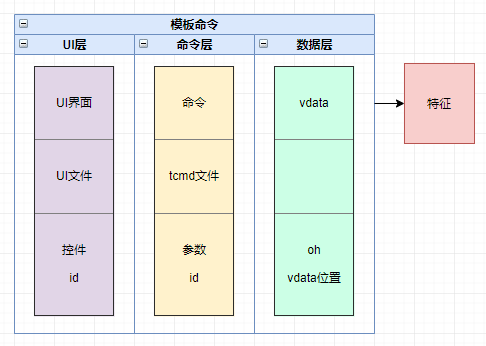 模板命令
UI层
命令层
数据层
UI界面
命令
vdata
特征
UI文件
tcmd文件
控件
id
参数
id
oh
vdata位置